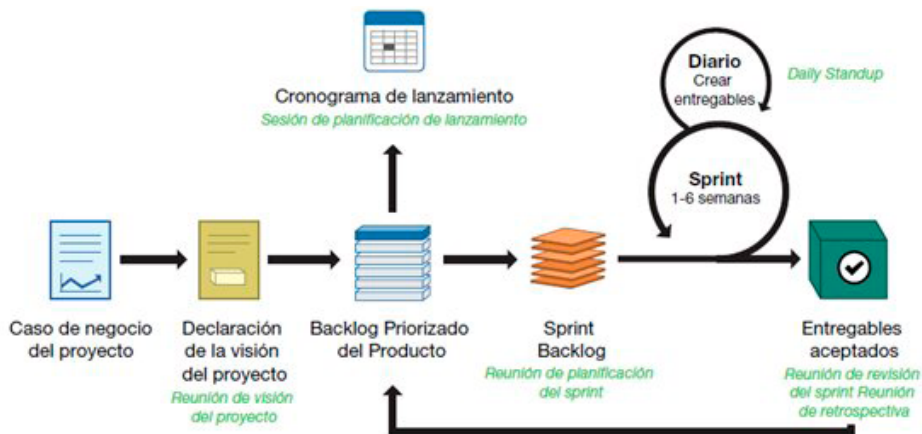 Cronograma de lanzamiento
Sesión de planificación de lanzamiento
Diario
Crear
entregables
Daily Standup
Sprint
1-6 semanas
Caso de negocio
del proyecto
Declaración
de la visión
del proyecto
Reunión de visión
del proyecto
Backlog Priorizado
del Producto
Sprint
Backlog
Reunión de planificación
del sprint
Entregables
aceptados
Reunión de revisión
del sprint Reunión
de retrospectiva